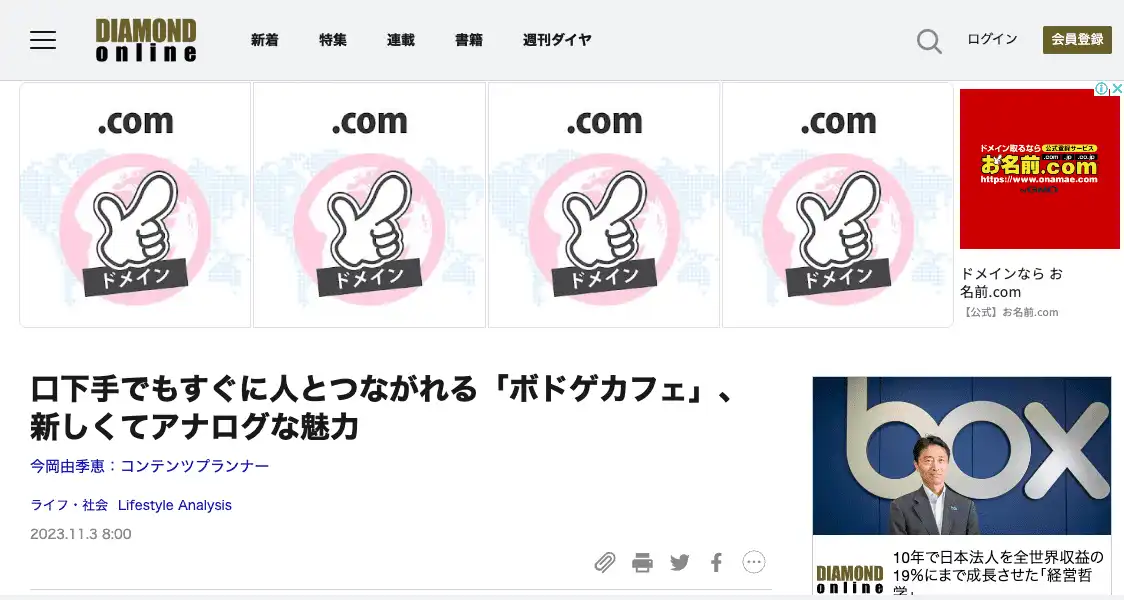 DIAMOND online
新着 特集 連載 書籍 週刊ダイヤ
ログイン 会員登録
.com .com .com .com
ドメイン ドメイン ドメイン ドメイン
ドメイン取るなら 公式登録サービス
お名前.com .com .jp .co.jp
https://www.onamae.com
ドメインなら お
名前.com
【公式】お名前.com
口下手でもすぐに人とつながれる「ボドゲカフェ」、
新しくてアナログな魅力
今岡由季恵:コンテンツプランナー
ライフ・社会 Lifestyle Analysis
2023.11.3 8:00
box
DIAMOND online
10年で日本法人を全世界収益の
19%にまで成長させた「経営哲
学」